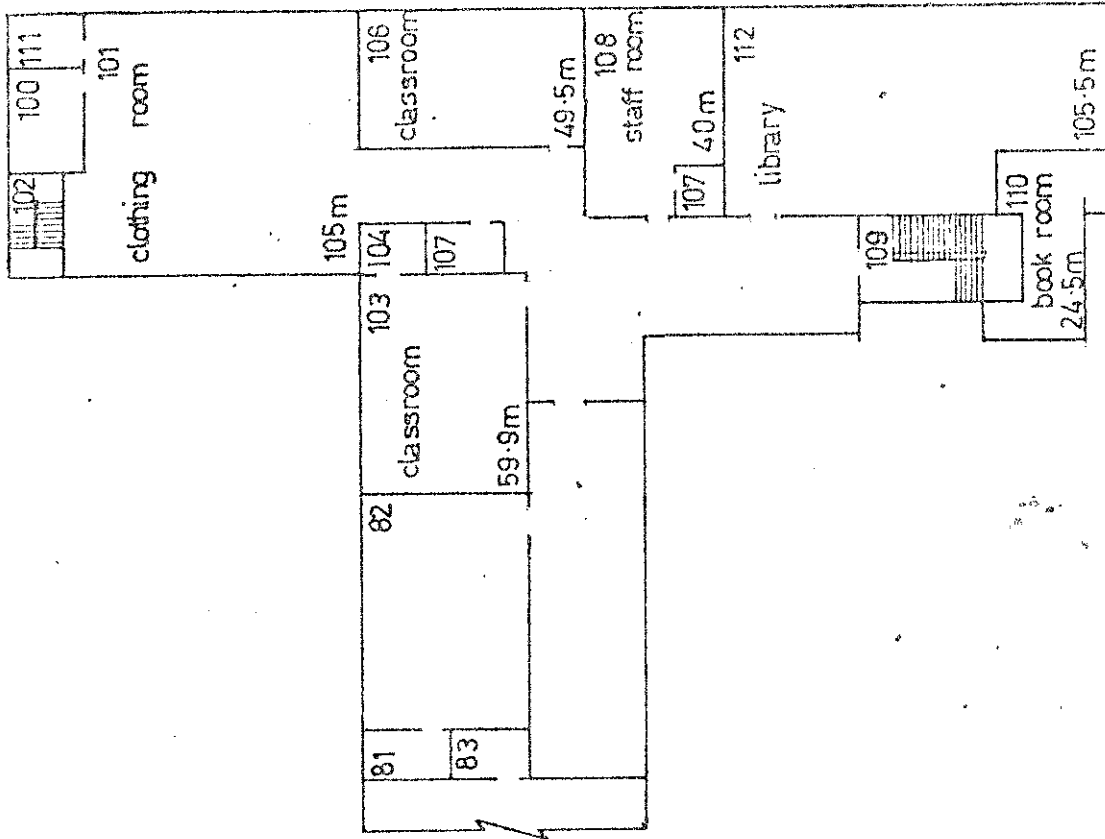 81
83
82
103
classroom
59·9m
104
107
102
100
111
101
clothing room
105m
106
classroom
49·5m
108
staff room
40m
107
112
library
105·5m
109
110
book room
24·5m